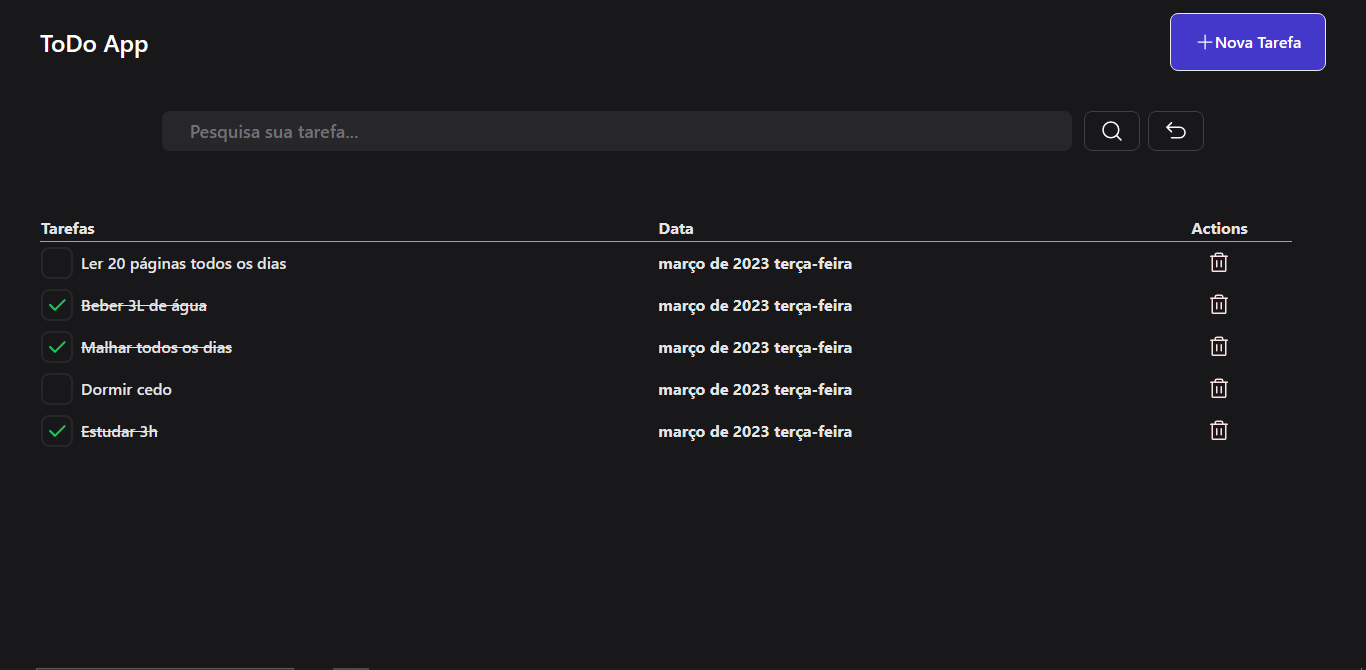 ToDo App
Nova Tarefa
Pesquisa sua tarefa...
Tarefas Data Actions
Ler 20 páginas todos os dias março de 2023 terça-feira
Beber 3L de água março de 2023 terça-feira
Malhar todos os dias março de 2023 terça-feira
Dormir cedo março de 2023 terça-feira
Estudar 3h março de 2023 terça-feira